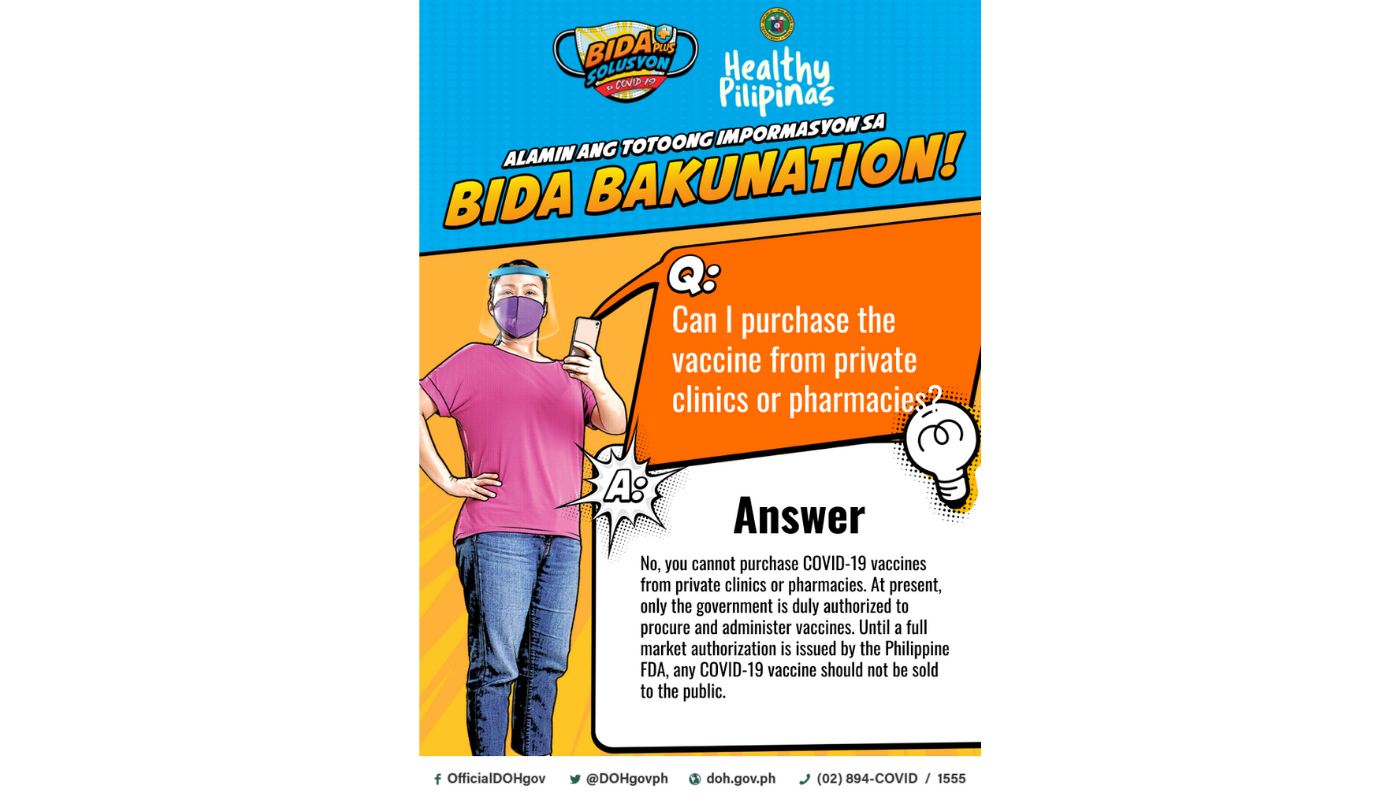 BIDA PLUS
SOLUSYON
sa COVID-19
Healthy
Pilipinas
ALAMIN ANG TOTOONG IMPORMASYON SA
BIDA BAKUNATION!
Q:
Can I purchase the
vaccine from private
clinics or pharmacies?
A:
Answer
No, you cannot purchase COVID-19 vaccines
from private clinics or pharmacies. At present,
only the government is duly authorized to
procure and administer vaccines. Until a full
market authorization is issued by the Philippine
FDA, any COVID-19 vaccine should not be sold
to the public.
OfficialDOHgov @DOHgovph doh.gov.ph (02) 894-COVID / 1555